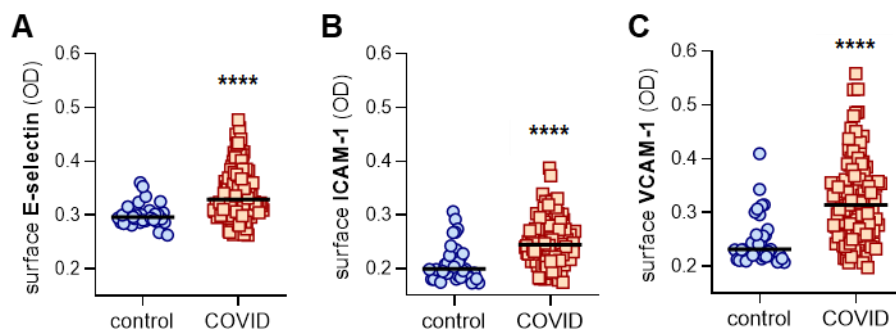 A
surface E-selectin (OD)
0.6
0.5
0.4
0.3
0.2
****
control COVID
B
surface ICAM-1 (OD)
0.6
0.5
0.4
0.3
0.2
****
control COVID
C
surface VCAM-1 (OD)
0.6
0.5
0.4
0.3
0.2
****
control COVID